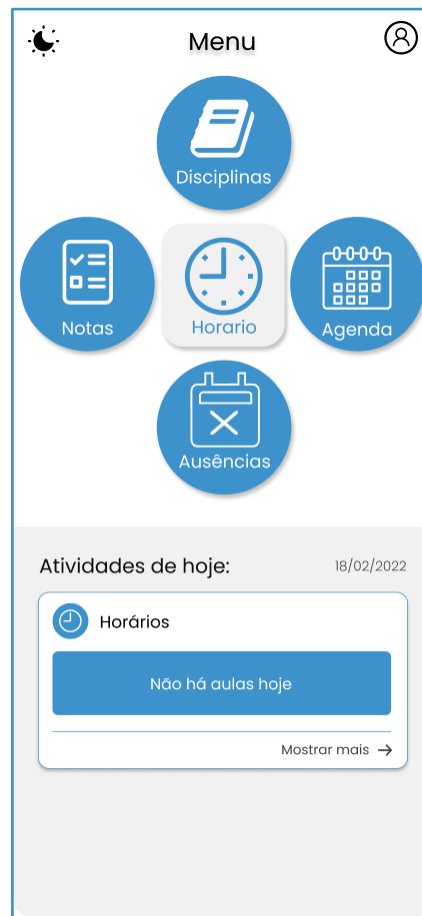 Menu
Disciplinas
Notas
Horario
Agenda
Ausências
Atividades de hoje:
18/02/2022
Horários
Não há aulas hoje
Mostrar mais →